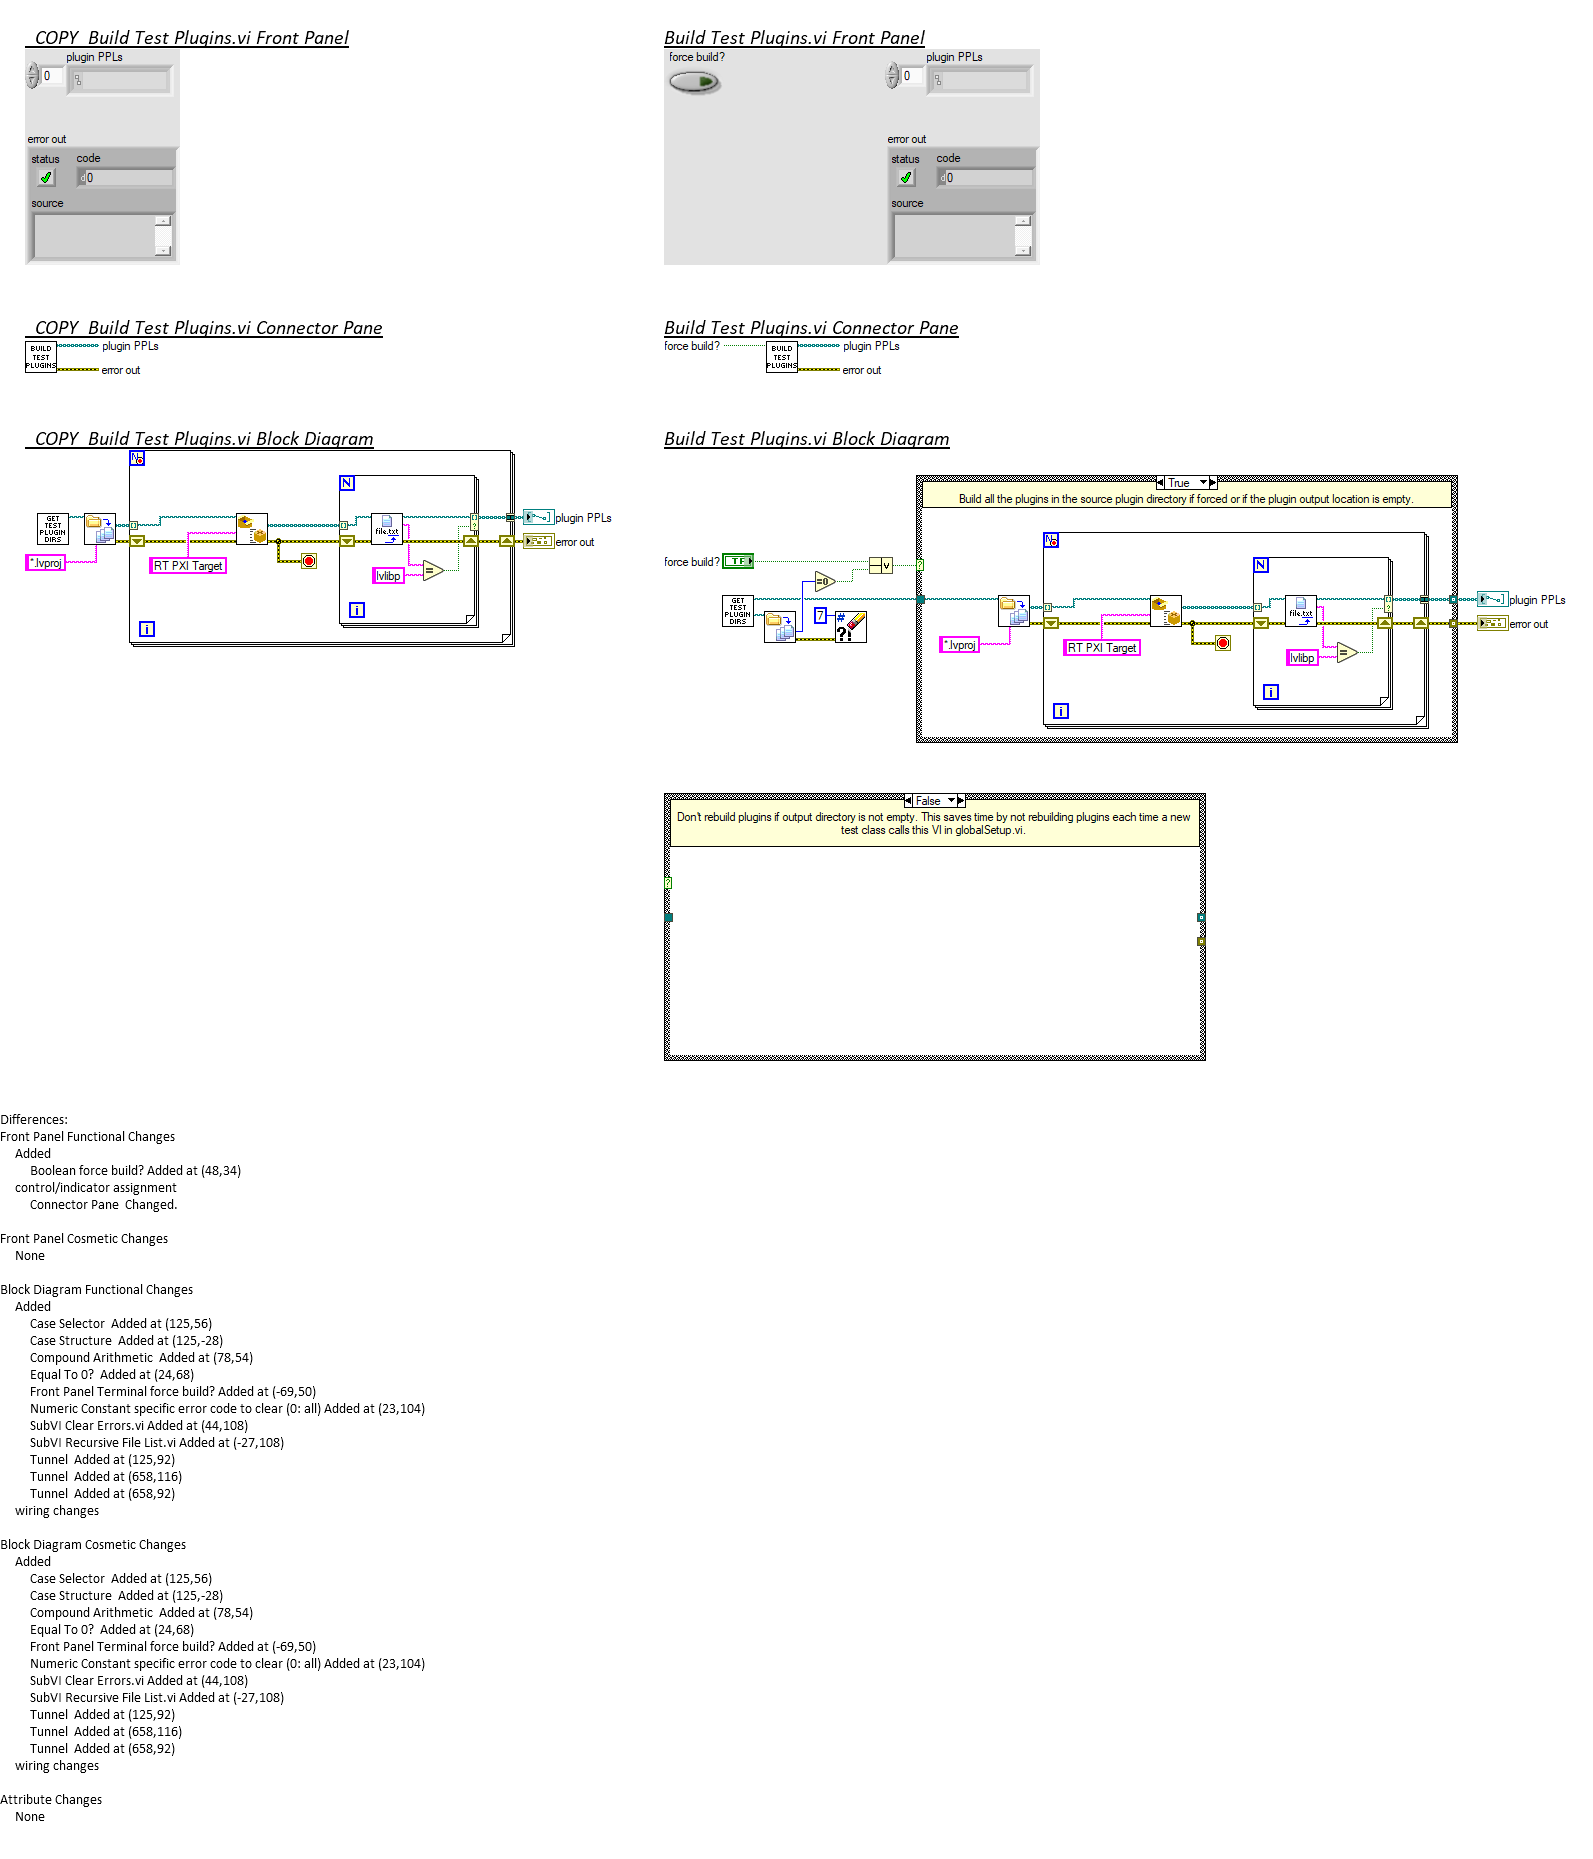 _COPY_Build Test Plugins.vi Front Panel
plugin PPLs
0
error out
status code
0
source
Build Test Plugins.vi Front Panel
force build?
plugin PPLs
0
error out
status code
0
source
_COPY_Build Test Plugins.vi Connector Pane
BUILD TEST PLUGINS
plugin PPLs
error out
Build Test Plugins.vi Connector Pane
force build?
BUILD TEST PLUGINS
plugin PPLs
error out
_COPY_Build Test Plugins.vi Block Diagram
N
N
GET TEST PLUGIN DIRS
file.txt
plugin PPLs
error out
*.lvproj
RT PXI Target
lvlibp
=
i
i
Build Test Plugins.vi Block Diagram
True
Build all the plugins in the source plugin directory if forced or if the plugin output location is empty.
N
N
force build?
TF
V
=0
GET TEST PLUGIN DIRS
7
#
?!
file.txt
plugin PPLs
error out
*.lvproj
RT PXI Target
lvlibp
=
i
i
False
Don't rebuild plugins if output directory is not empty. This saves time by not rebuilding plugins each time a new
test class calls this VI in globalSetup.vi.
Differences:
Front Panel Functional Changes
Added
Boolean force build? Added at (48,34)
control/indicator assignment
Connector Pane  Changed.
Front Panel Cosmetic Changes
None
Block Diagram Functional Changes
Added
Case Selector  Added at (125,56)
Case Structure  Added at (125,-28)
Compound Arithmetic  Added at (78,54)
Equal To 0?  Added at (24,68)
Front Panel Terminal force build? Added at (-69,50)
Numeric Constant specific error code to clear (0: all) Added at (23,104)
SubVI Clear Errors.vi Added at (44,108)
SubVI Recursive File List.vi Added at (-27,108)
Tunnel  Added at (125,92)
Tunnel  Added at (658,116)
Tunnel  Added at (658,92)
wiring changes
Block Diagram Cosmetic Changes
Added
Case Selector  Added at (125,56)
Case Structure  Added at (125,-28)
Compound Arithmetic  Added at (78,54)
Equal To 0?  Added at (24,68)
Front Panel Terminal force build? Added at (-69,50)
Numeric Constant specific error code to clear (0: all) Added at (23,104)
SubVI Clear Errors.vi Added at (44,108)
SubVI Recursive File List.vi Added at (-27,108)
Tunnel  Added at (125,92)
Tunnel  Added at (658,116)
Tunnel  Added at (658,92)
wiring changes
Attribute Changes
None